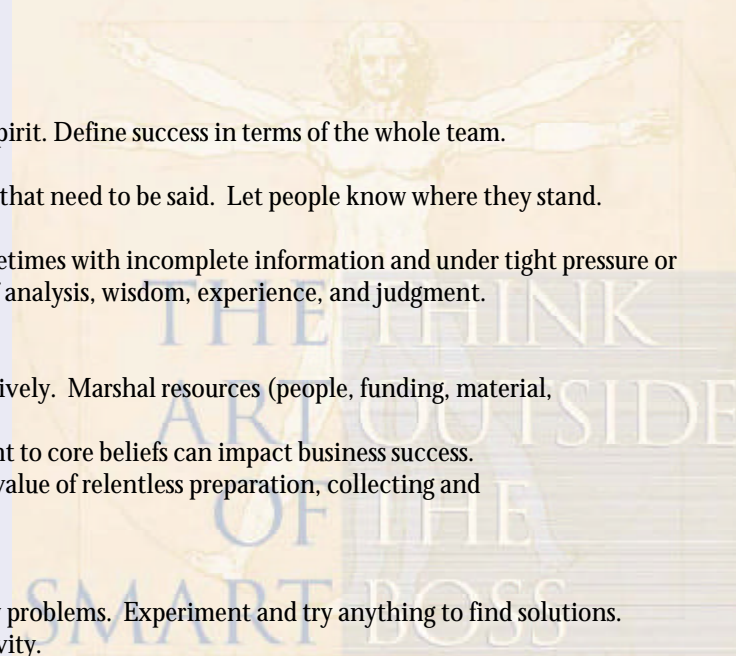 pirit. Define success in terms of the whole team.
that need to be said. Let people know where they stand.
etimes with incomplete information and under tight pressure or
analysis, wisdom, experience, and judgment.
ively. Marshal resources (people, funding, material,
nt to core beliefs can impact business success.
value of relentless preparation, collecting and
problems. Experiment and try anything to find solutions.
vity.
THE
ART
OF
SMART
THINK
OUTSIDE
THE
BOSS